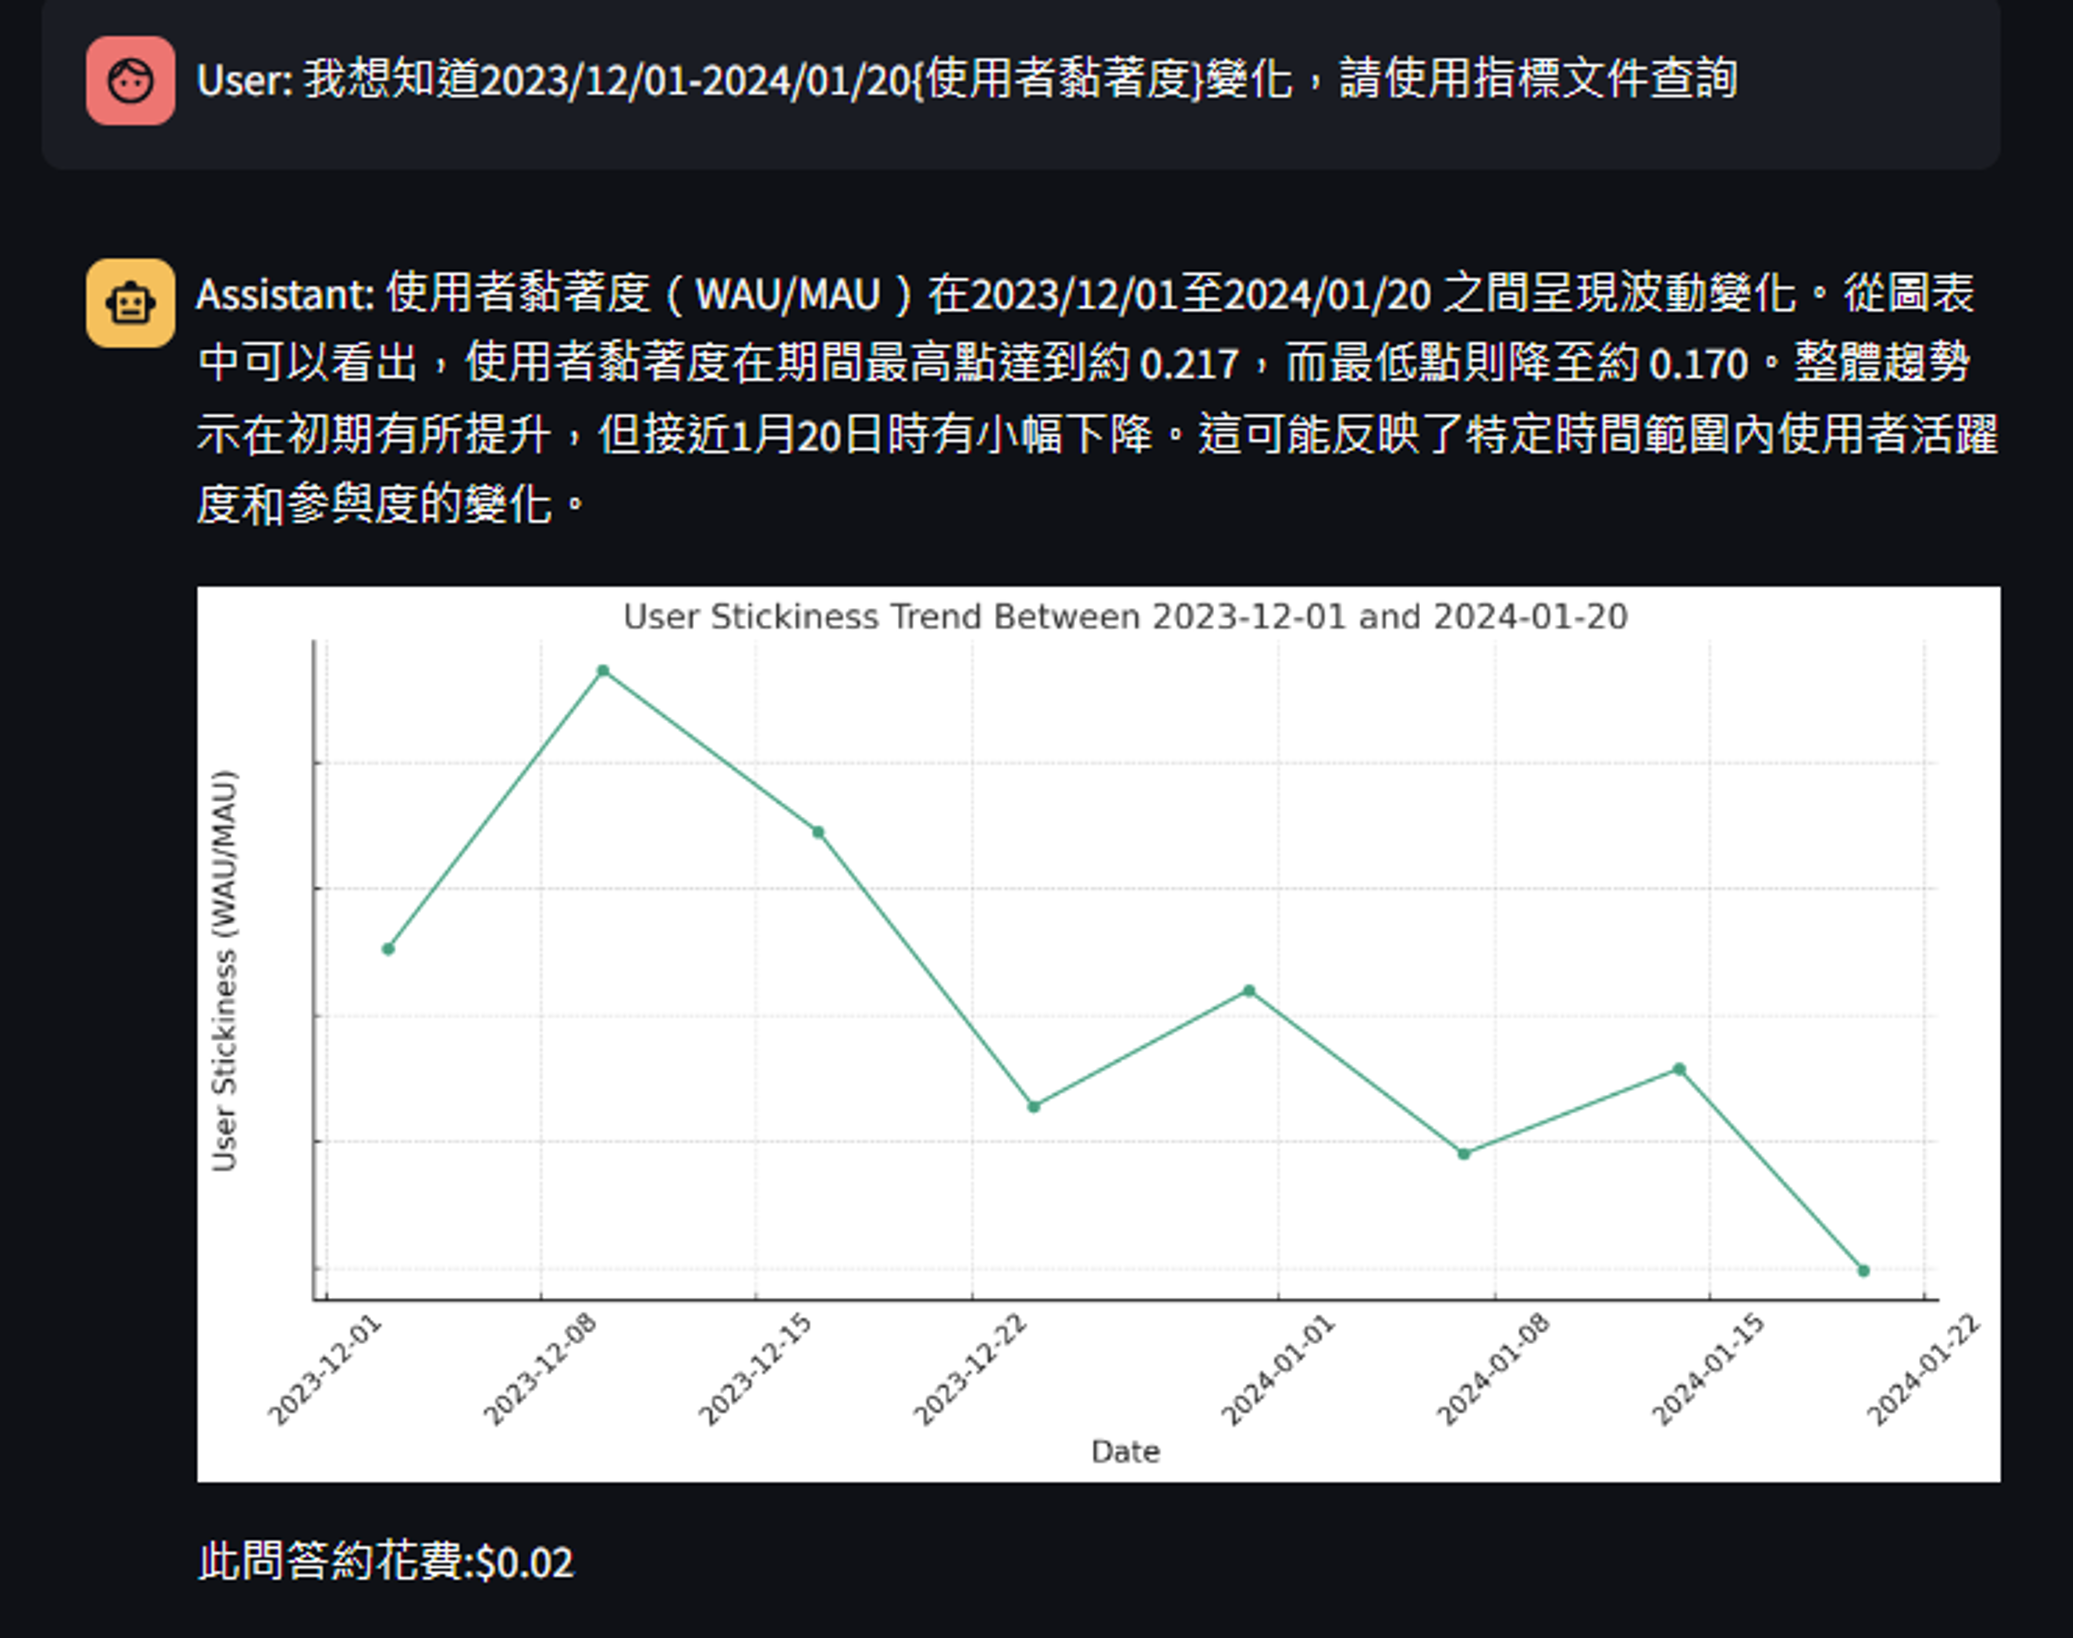 User: 我想知道2023/12/01-2024/01/20{使用者黏著度}變化，請使用指標文件查詢
Assistant: 使用者黏著度（WAU/MAU）在2023/12/01至2024/01/20 之間呈現波動變化。從圖表
中可以看出，使用者黏著度在期間最高點達到約 0.217，而最低點則降至約 0.170。整體趨勢
示在初期有所提升，但接近1月20日時有小幅下降。這可能反映了特定時間範圍內使用者活躍
度和參與度的變化。
User Stickiness Trend Between 2023-12-01 and 2024-01-20
User Stickiness (WAU/MAU)
2023-12-01
2023-12-08
2023-12-15
2023-12-22
2024-01-01
2024-01-08
2024-01-15
2024-01-22
Date
此問答約花費:$0.02